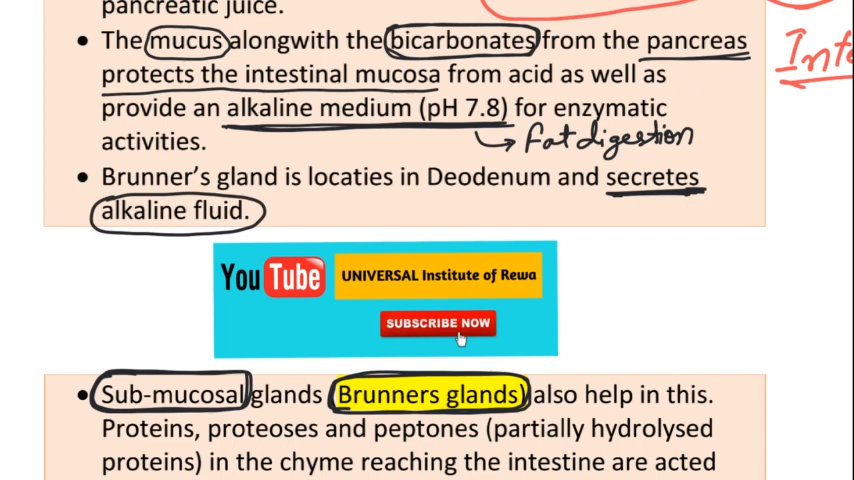 pancreatic juice.
• The mucus alongwith the bicarbonates from the pancreas
protects the intestinal mucosa from acid as well as
provide an alkaline medium (pH 7.8) for enzymatic
activities.
Fat digestion
• Brunner's gland is locaties in Deodenum and secretes
alkaline fluid.
You Tube
UNIVERSAL Institute of Rewa
SUBSCRIBE NOW
• Sub-mucosal glands (Brunners glands) also help in this.
Proteins, proteoses and peptones (partially hydrolysed
proteins) in the chyme reaching the intestine are acted